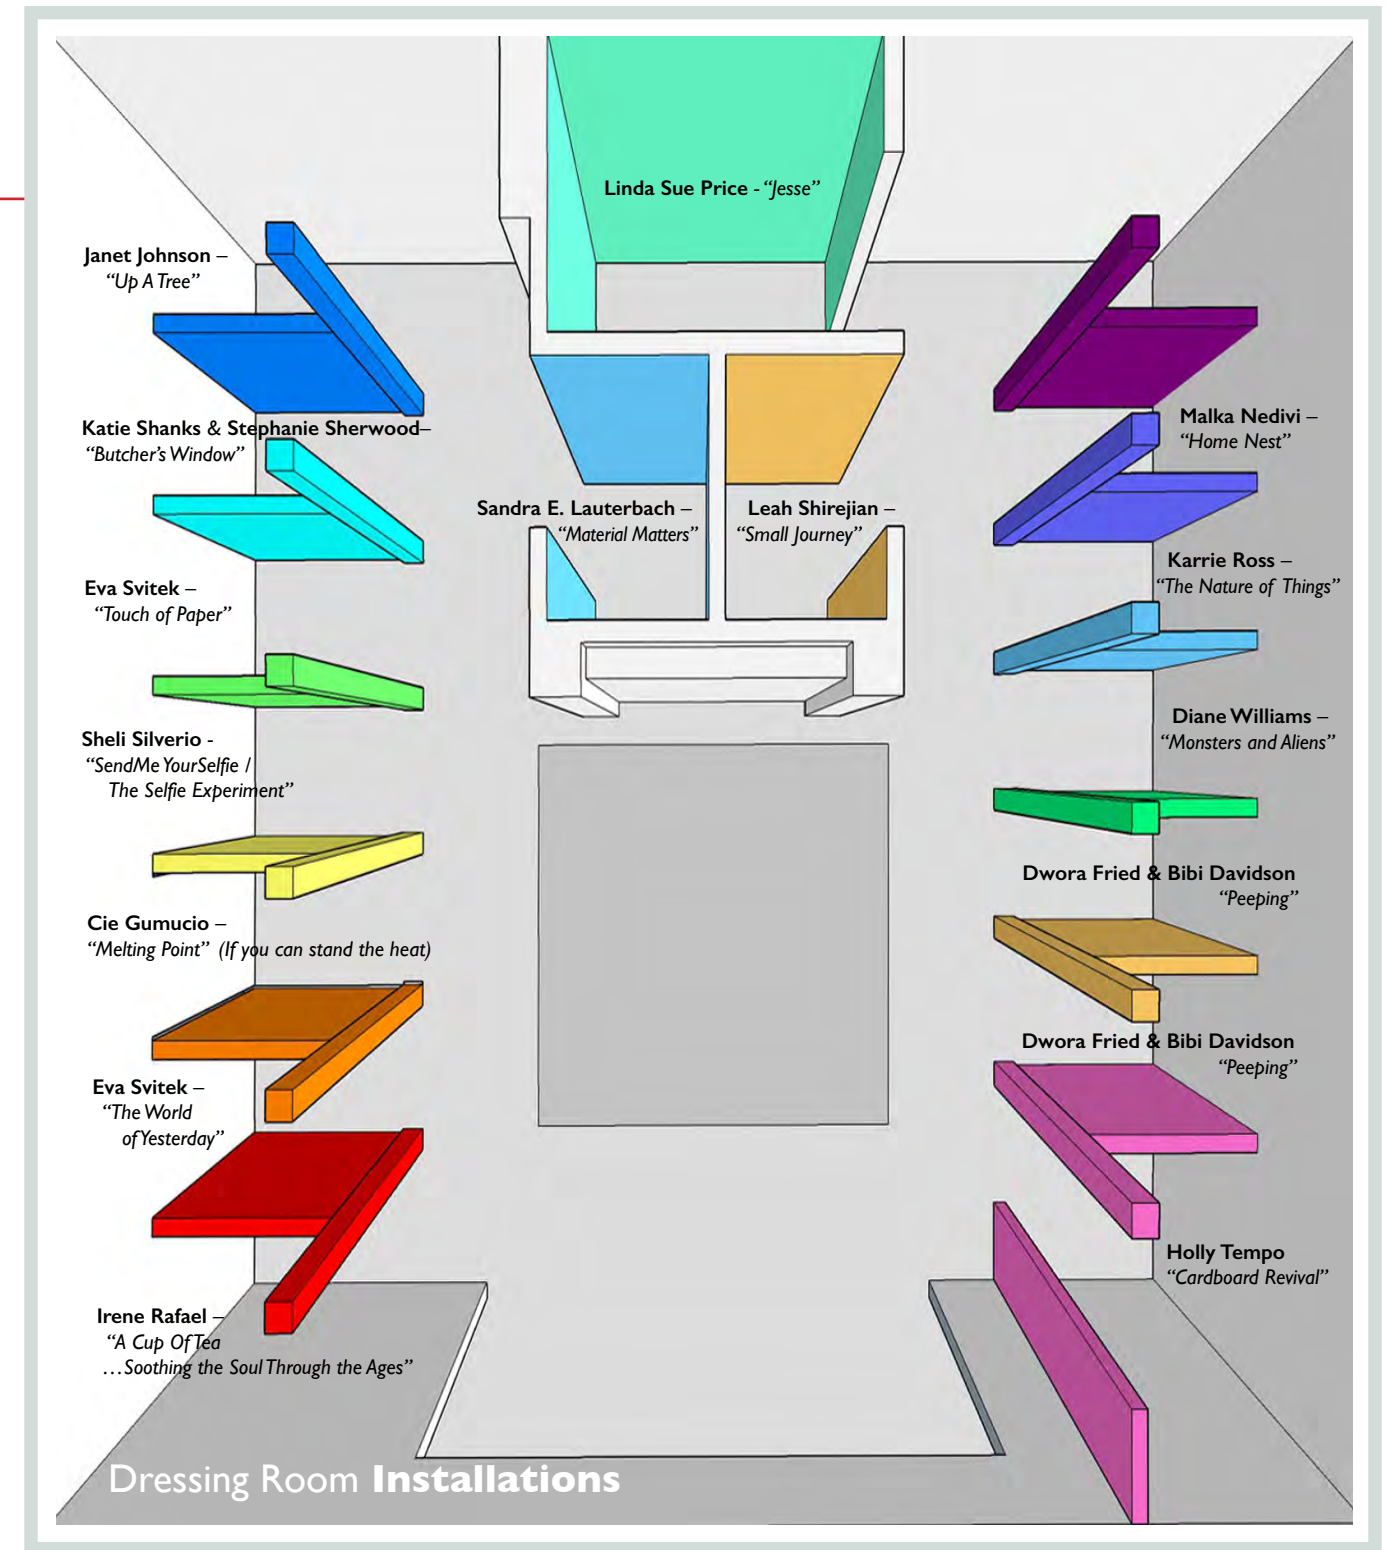 Linda Sue Price - “Jesse”
Janet Johnson –
“Up A Tree”
Katie Shanks & Stephanie Sherwood–
“Butcher’s Window”
Eva Svitek –
“Touch of Paper”
Sheli Silverio -
“SendMe YourSelfie /
The Selfie Experiment”
Cie Gumucio –
“Melting Point” (If you can stand the heat)
Eva Svitek –
“The World
of Yesterday”
Irene Rafael –
“A Cup Of Tea
…Soothing the Soul Through the Ages”
Sandra E. Lauterbach –
“Material Matters”
Leah Shirejian –
“Small Journey”
Malka Nedivi –
“Home Nest”
Karrie Ross –
“The Nature of Things”
Diane Williams –
“Monsters and Aliens”
Dwora Fried & Bibi Davidson
“Peeping”
Dwora Fried & Bibi Davidson
“Peeping”
Holly Tempo
“Cardboard Revival”
Dressing Room Installations